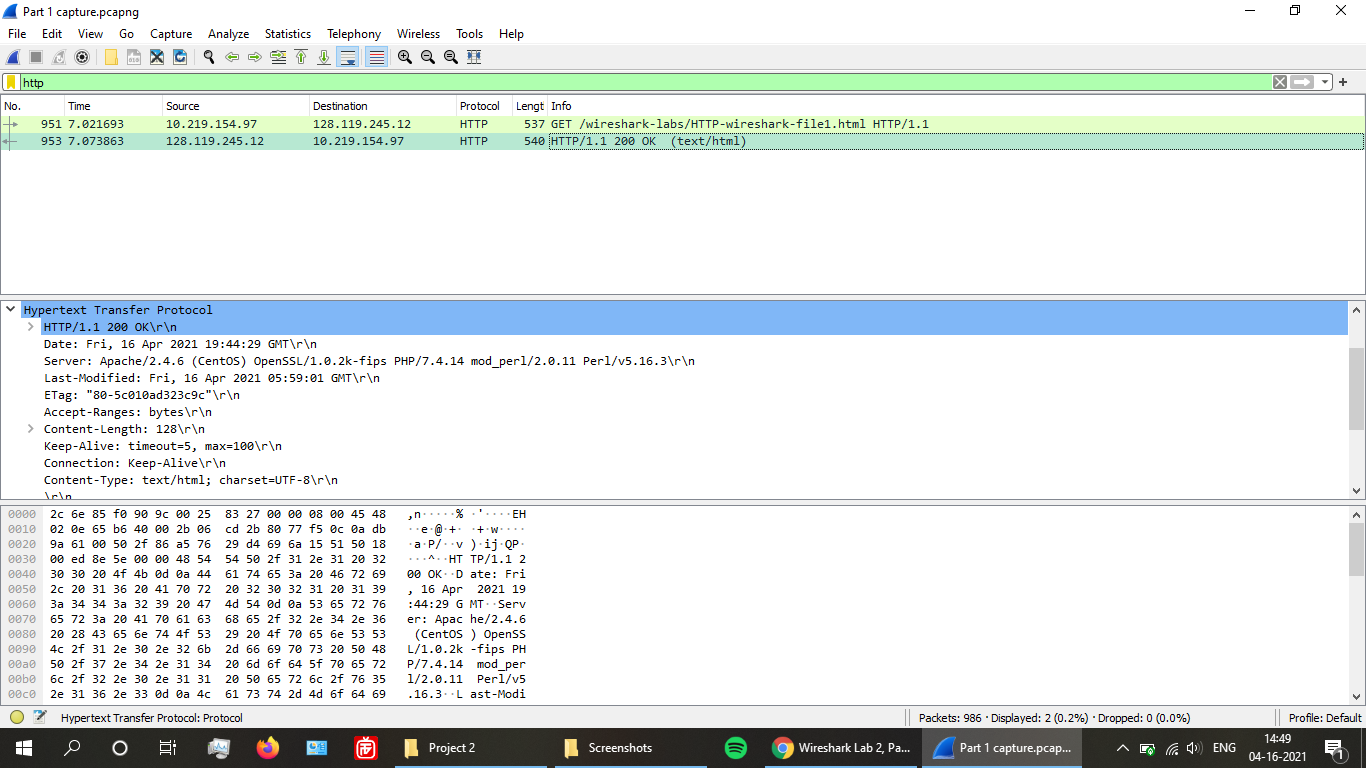 Part 1 capture.pcapng
File Edit View Go Capture Analyze Statistics Telephony Wireless Tools Help
http
No. Time Source Destination Protocol Lengt Info
951 7.021693 10.219.154.97 128.119.245.12 HTTP 537 GET /wireshark-labs/HTTP-wireshark-file1.html HTTP/1.1
953 7.073863 128.119.245.12 10.219.154.97 HTTP 540 HTTP/1.1 200 OK (text/html)
Hypertext Transfer Protocol
HTTP/1.1 200 OK\r\n
Date: Fri, 16 Apr 2021 19:44:29 GMT\r\n
Server: Apache/2.4.6 (CentOS) OpenSSL/1.0.2k-fips PHP/7.4.14 mod_perl/2.0.11 Perl/v5.16.3\r\n
Last-Modified: Fri, 16 Apr 2021 05:59:01 GMT\r\n
ETag: "80-5c010ad323c9c"\r\n
Accept-Ranges: bytes\r\n
Content-Length: 128\r\n
Keep-Alive: timeout=5, max=100\r\n
Connection: Keep-Alive\r\n
Content-Type: text/html; charset=UTF-8\r\n
\r\n
0000 2c 6e 85 f0 90 9c 00 25 83 27 00 00 08 00 45 48 ,n·····% ·'····EH
0010 02 0e 65 b6 40 00 2b 06 cd 2b 80 77 f5 0c 0a db ··e·@·+· ·+·w····
0020 9a 61 00 50 2f 86 a5 76 29 d4 69 6a 15 51 50 18 ·a·P/··v )·ij·QP·
0030 00 ed 8e 5e 00 00 48 54 54 50 2f 31 2e 31 20 32 ···^··HT TP/1.1 2
0040 30 30 20 4f 4b 0d 0a 44 61 74 65 3a 20 46 72 69 00 OK··D ate: Fri
0050 2c 20 31 36 20 41 70 72 20 32 30 32 31 20 31 39 , 16 Apr 2021 19
0060 3a 34 34 3a 32 39 20 47 4d 54 0d 0a 53 65 72 76 :44:29 G MT··Serv
0070 65 72 3a 20 41 70 61 63 68 65 2f 32 2e 34 2e 36 er: Apac he/2.4.6
0080 20 28 43 65 6e 74 4f 53 29 20 4f 70 65 6e 53 53 (CentOS ) OpenSS
0090 4c 2f 31 2e 30 2e 32 6b 2d 66 69 70 73 20 50 48 L/1.0.2k -fips PH
00a0 50 2f 37 2e 34 2e 31 34 20 6d 6f 64 5f 70 65 72 P/7.4.14 mod_per
00b0 6c 2f 32 2e 30 2e 31 31 20 50 65 72 6c 2f 76 35 l/2.0.11 Perl/v5
00c0 2e 31 36 2e 33 0d 0a 4c 61 73 74 2d 4d 6f 64 69 .16.3··L ast-Modi
Hypertext Transfer Protocol: Protocol Packets: 986 · Displayed: 2 (0.2%) · Dropped: 0 (0.0%) Profile: Default
Project 2 Screenshots Wireshark Lab 2, Pa... Part 1 capture.pcap... ENG 14:49
04-16-2021 1